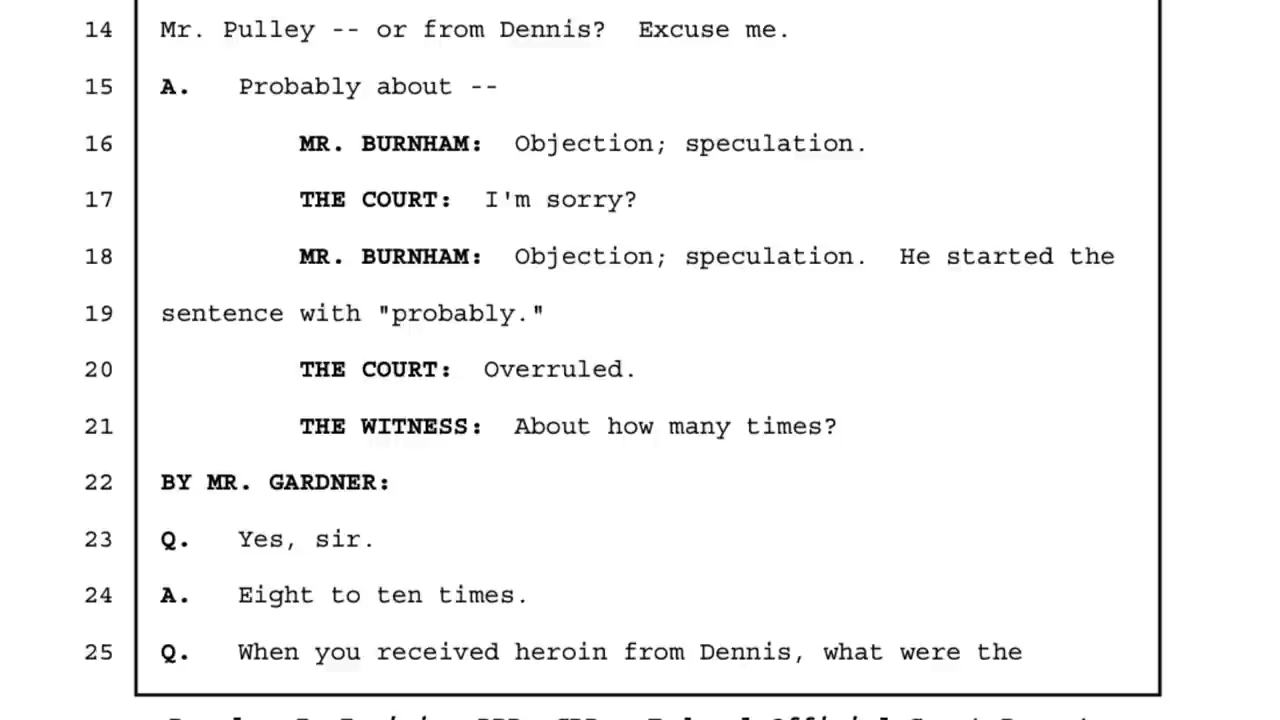 14 Mr. Pulley -- or from Dennis? Excuse me.
15 A. Probably about --
16 MR. BURNHAM: Objection; speculation.
17 THE COURT: I'm sorry?
18 MR. BURNHAM: Objection; speculation. He started the
19 sentence with "probably."
20 THE COURT: Overruled.
21 THE WITNESS: About how many times?
22 BY MR. GARDNER:
23 Q. Yes, sir.
24 A. Eight to ten times.
25 Q. When you received heroin from Dennis, what were the